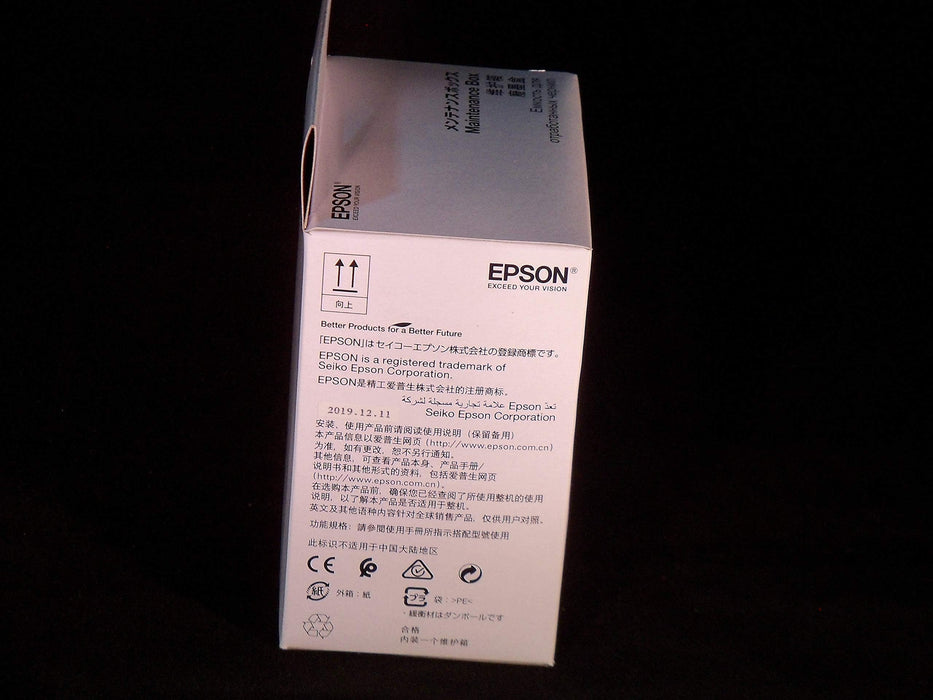 メンテナンスボックス
Maintenance Box
维护箱
廢墨盒
Емкость для
отработанных чернил
EPSON®
EXCEED YOUR VISION
向上
EPSON®
EXCEED YOUR VISION
Better Products for a Better Future
「EPSON」はセイコーエプソン株式会社の登録商標です。
EPSON is a registered trademark of
Seiko Epson Corporation.
EPSON是精工爱普生株式会社的注册商标。
تعدّ Epson علامة تجارية مسجلة لشركة
Seiko Epson Corporation
2019.12.11
安装、使用产品前请阅读使用说明（保留备用）
本产品信息以爱普生网页（http://www.epson.com.cn）
为准，如有更改，恕不另行通知。
其他信息，可查看产品本身、产品手册/
说明书和其他形式的资料，包括爱普生网页
（http://www.epson.com.cn）。
在选购本产品前，确保您已经查阅了所使用整机的使用
说明，以了解本产品是否适用于整机。
英文及其他语种内容针对全球销售产品，仅供用户对照。
功能規格：請參閱使用手冊所指示搭配型號使用
此标识不适用于中国大陆地区
CE
紙 外箱：紙
プラ 袋：>PE<
・緩衝材はダンボールです
合格
内装一个维护箱